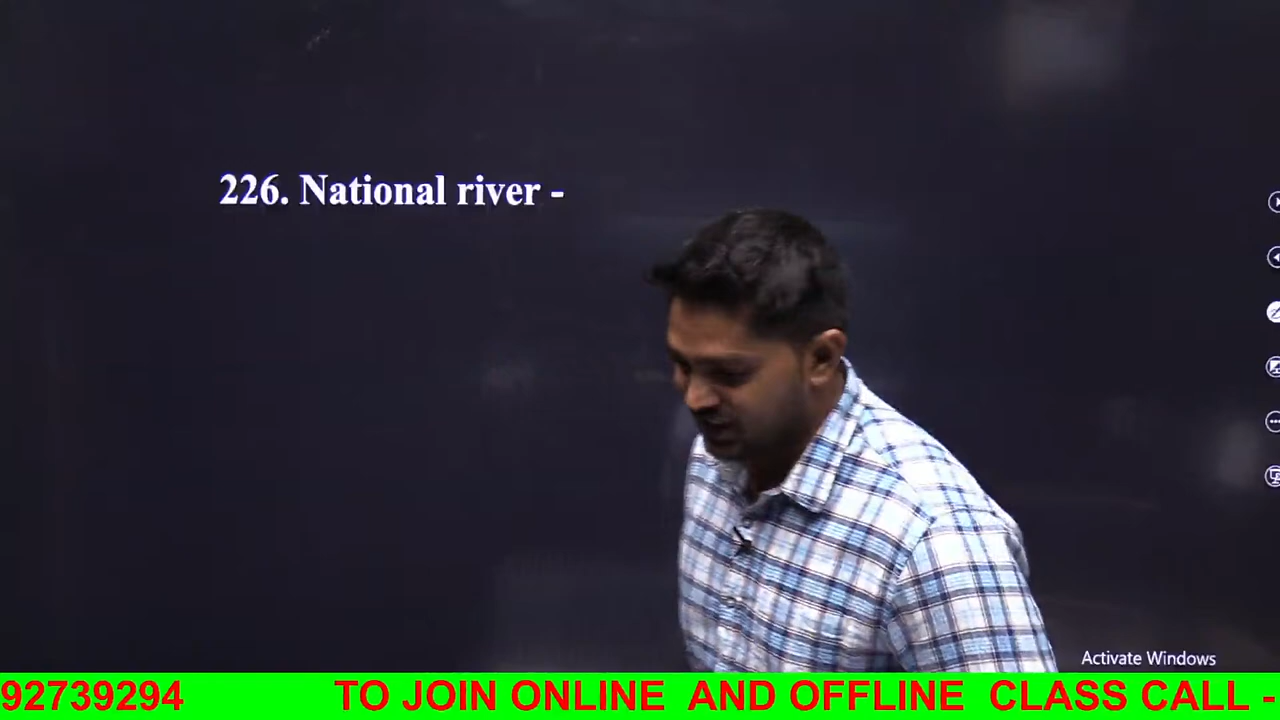 226. National river -
Activate Windows
92739294 TO JOIN ONLINE AND OFFLINE CLASS CALL -